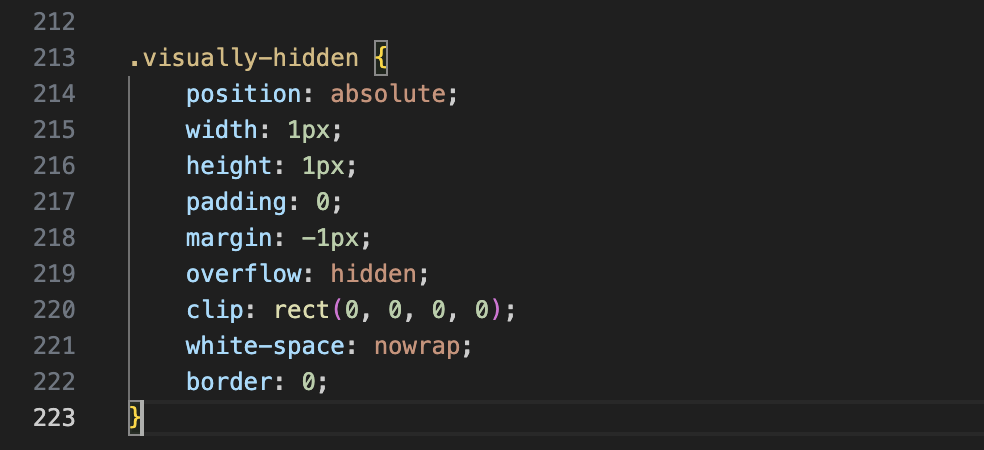 212
213 .visually-hidden {
214 position: absolute;
215 width: 1px;
216 height: 1px;
217 padding: 0;
218 margin: -1px;
219 overflow: hidden;
220 clip: rect(0, 0, 0, 0);
221 white-space: nowrap;
222 border: 0;
223 }